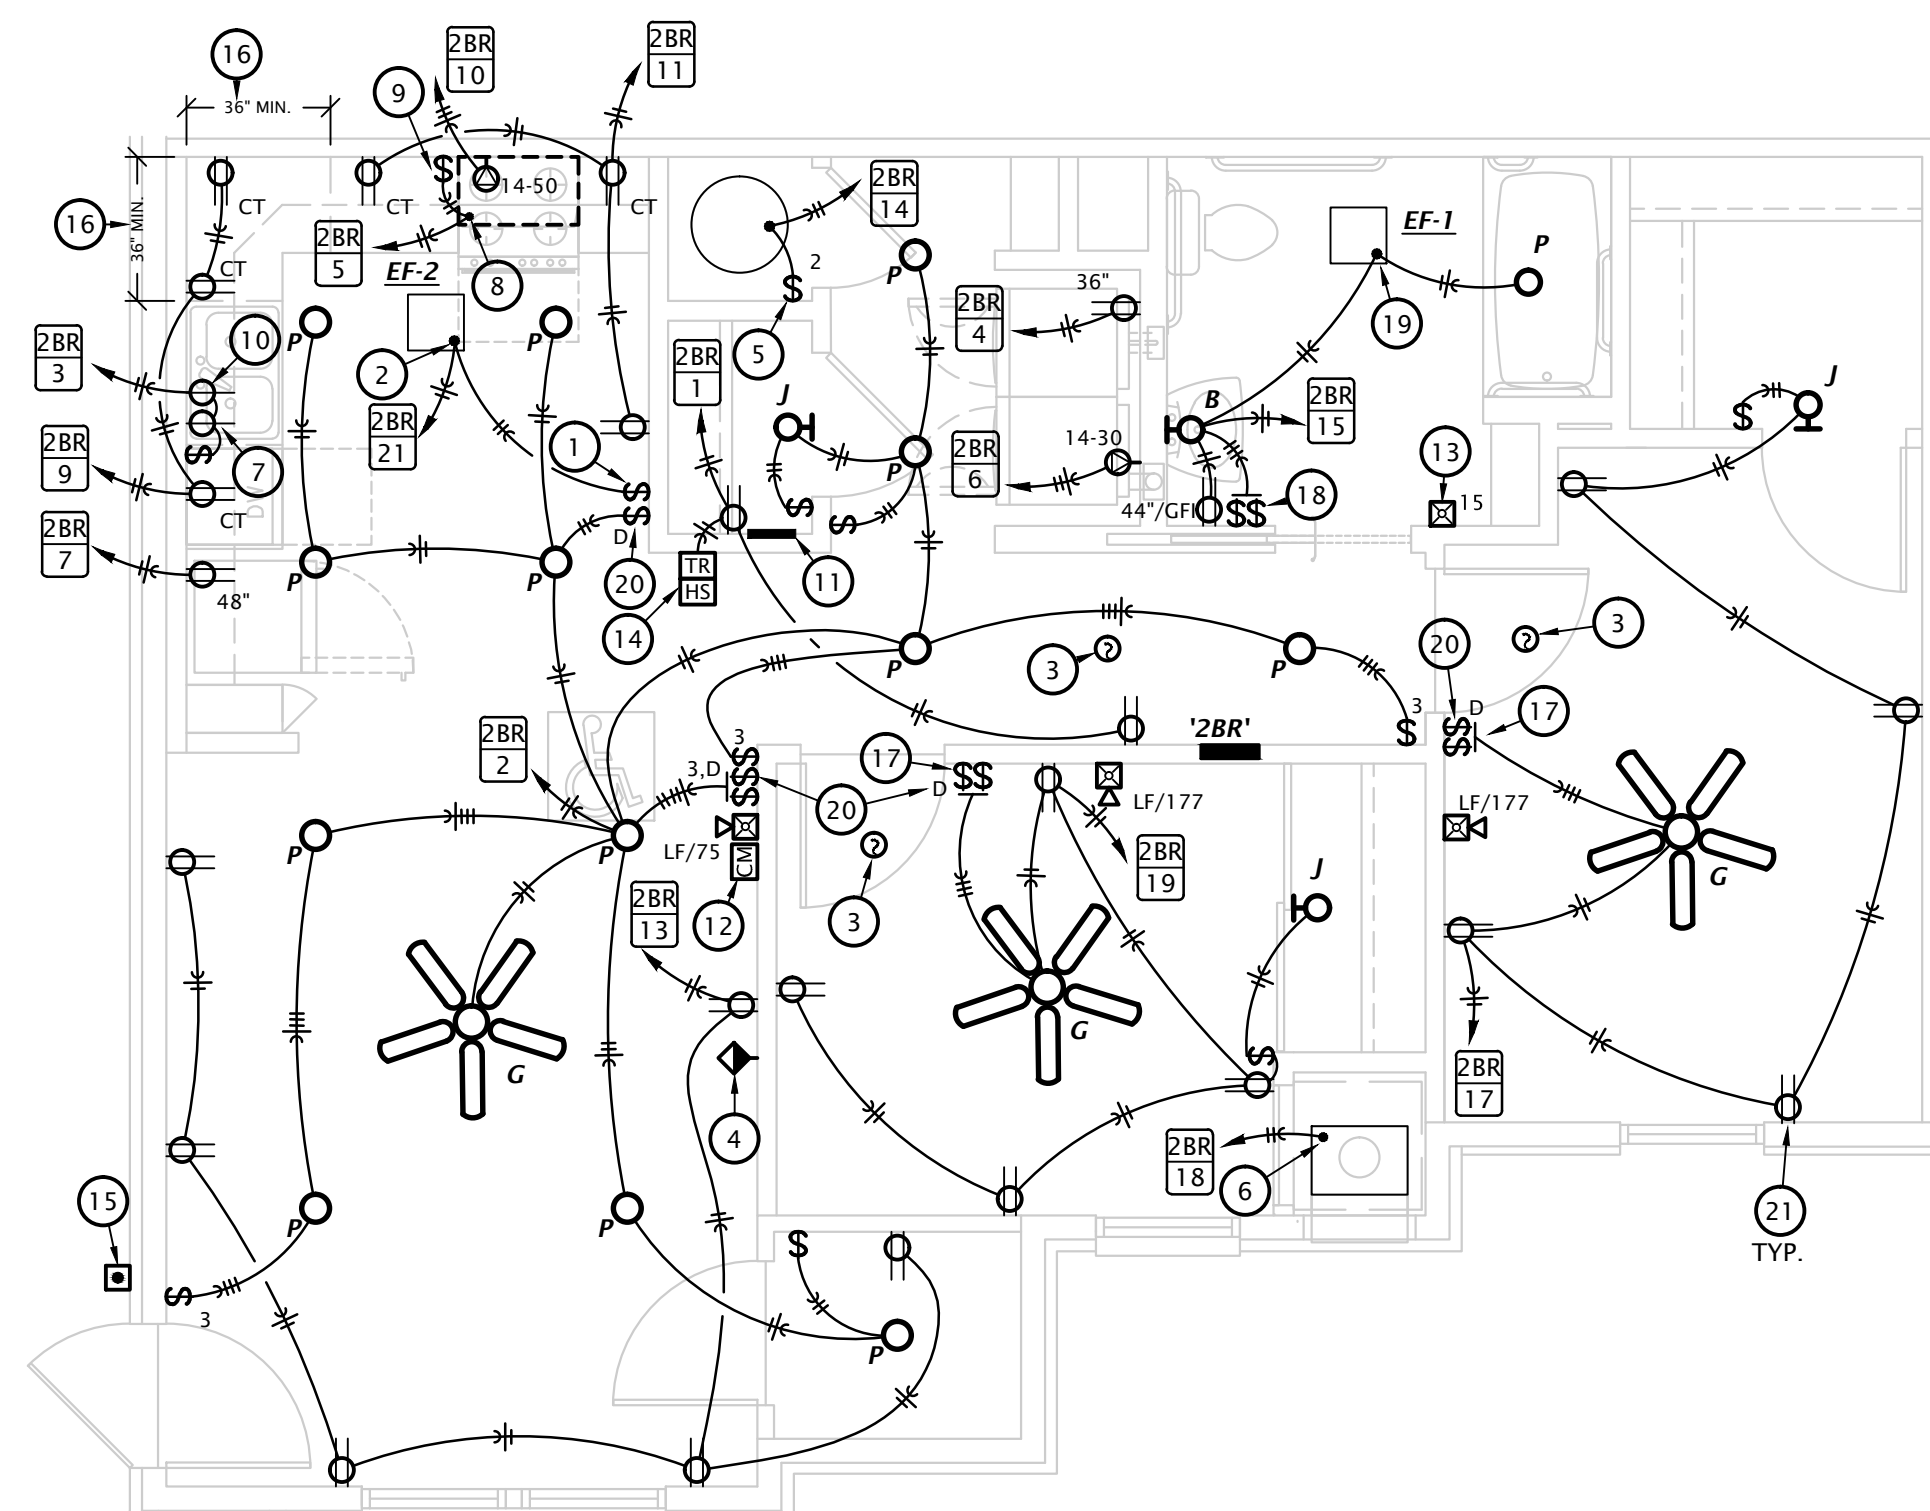 16
2BR
10
2BR
11
9
36" MIN.
14-50
2BR
14
EF-1
P
16
36" MIN.
CT
CT
CT
2BR
5
EF-2
8
2
P
2BR
4
36"
19
CT
2BR
3
10
P
P
2
5
2BR
1
J
J
B
2BR
15
2BR
9
7
2BR
21
1
P
2BR
6
14-30
13
CT
DW
44"/GFI
18
15
2BR
7
D
48"
P
P
20
TR
HS
11
14
3
3
20
P
P
3
D
17
2BR
2
3
3,D
17
'2BR'
D
20
LF/177
LF/177
P
P
LF/75
CM
2BR
19
J
G
2BR
13
12
3
G
G
2BR
17
4
2BR
18
6
15
P
P
21
TYP.
3
P